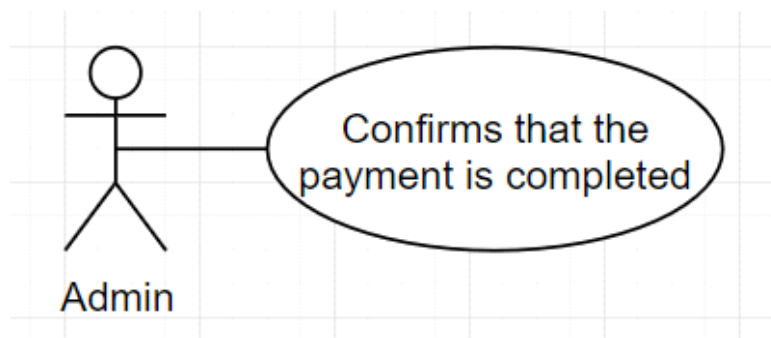 Confirms that the
payment is completed
Admin